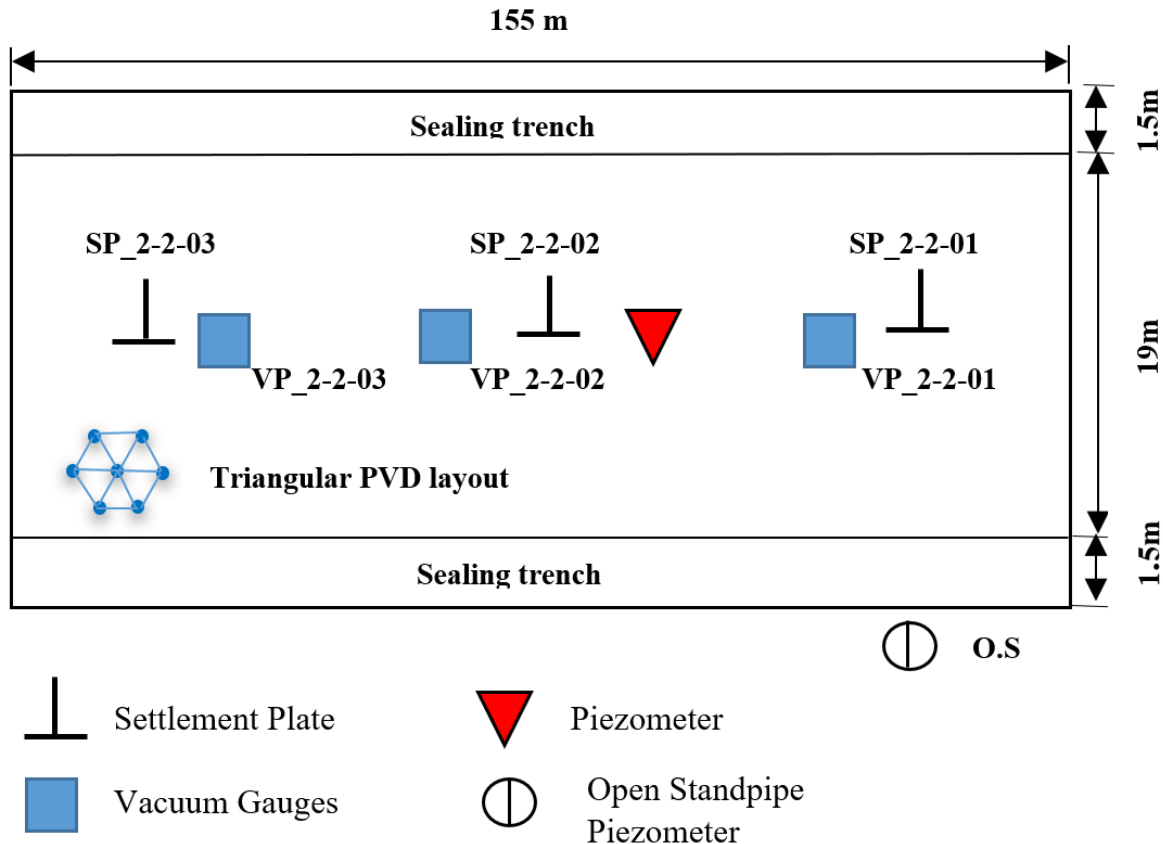 155 m
Sealing trench
1.5m
SP_2-2-03
SP_2-2-02
SP_2-2-01
19m
VP_2-2-03
VP_2-2-02
VP_2-2-01
Triangular PVD layout
Sealing trench
1.5m
O.S
Settlement Plate
Piezometer
Vacuum Gauges
Open Standpipe
Piezometer